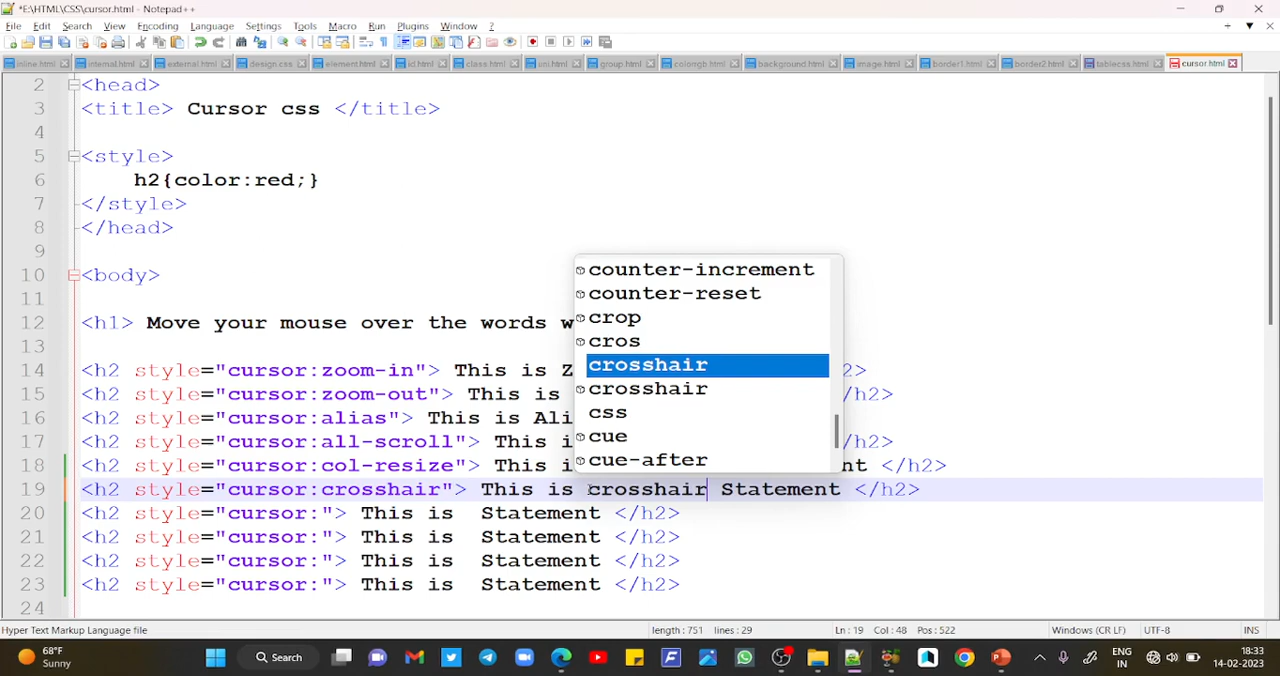 *E:\HTML\CSS\cursor.html - Notepad++
File Edit Search View Encoding Language Settings Tools Macro Run Plugins Window ?
inline.html internal.html external.html design.css element.html id.html class.html uni.html group.html colorrgb.html background.html image.html border1.html border2.html tablecss.html cursor.html
2 <head>
3 <title> Cursor css </title>
4
5 <style>
6 h2{color:red;}
7 </style>
8 </head>
9
10 <body>
11
12 <h1> Move your mouse over the words w
13
14 <h2 style="cursor:zoom-in"> This is Z 2>
15 <h2 style="cursor:zoom-out"> This is /h2>
16 <h2 style="cursor:alias"> This is Ali
17 <h2 style="cursor:all-scroll"> This i /h2>
18 <h2 style="cursor:col-resize"> This i ent </h2>
19 <h2 style="cursor:crosshair"> This is crosshair Statement </h2>
20 <h2 style="cursor:"> This is Statement </h2>
21 <h2 style="cursor:"> This is Statement </h2>
22 <h2 style="cursor:"> This is Statement </h2>
23 <h2 style="cursor:"> This is Statement </h2>
24
counter-increment
counter-reset
crop
cros
crosshair
crosshair
css
cue
cue-after
Hyper Text Markup Language file length : 751 lines : 29 Ln : 19 Col : 48 Pos : 522 Windows (CR LF) UTF-8 INS
68°F
Sunny
Search
ENG
IN
18:33
14-02-2023